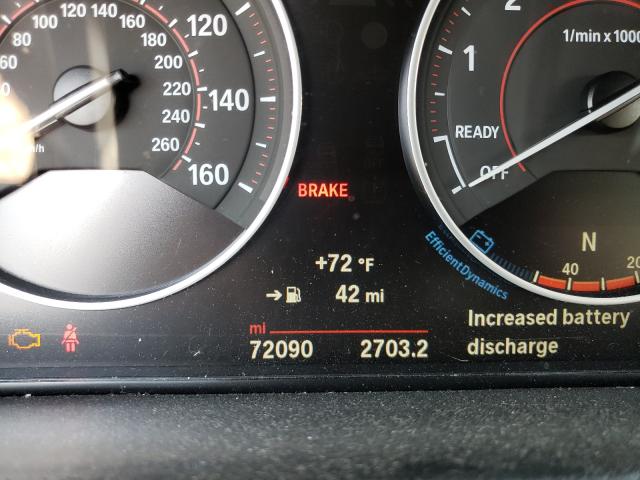 80 100 120 140 160 180 200 220 240 260
120
140
160
2
1
1/min x 1000
READY
OFF
BRAKE
+72 °F
42 mi
EfficientDynamics
N
40
mi
72090 2703.2
Increased battery
discharge